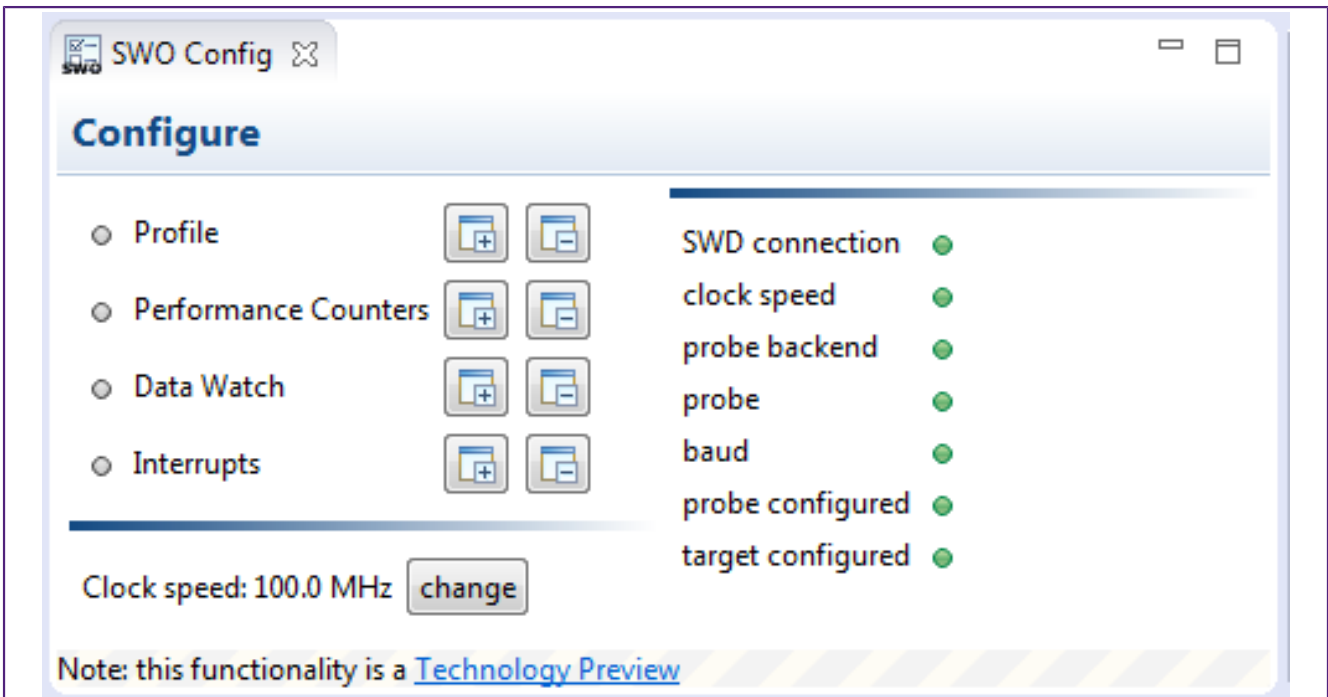 SWO SWO Config
Configure
Profile
Performance Counters
Data Watch
Interrupts
Clock speed: 100.0 MHz change
SWD connection
clock speed
probe backend
probe
baud
probe configured
target configured
Note: this functionality is a Technology Preview